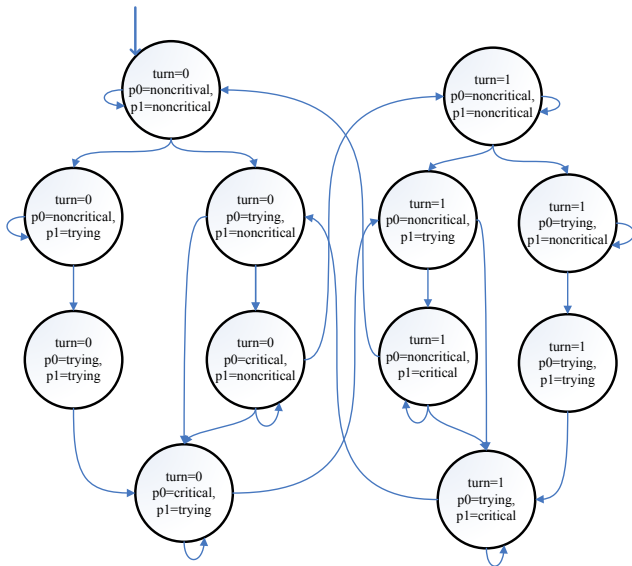 turn=0
p0=noncritival,
p1=noncritical
turn=1
p0=noncritical,
p1=noncritical
turn=0
p0=noncritical,
p1=trying
turn=0
p0=trying,
p1=noncritical
turn=1
p0=noncritical,
p1=trying
turn=1
p0=trying,
p1=noncritical
turn=0
p0=trying,
p1=trying
turn=0
p0=critical,
p1=noncritical
turn=1
p0=noncritical,
p1=critical
turn=1
p0=trying,
p1=trying
turn=0
p0=critical,
p1=trying
turn=1
p0=trying,
p1=critical